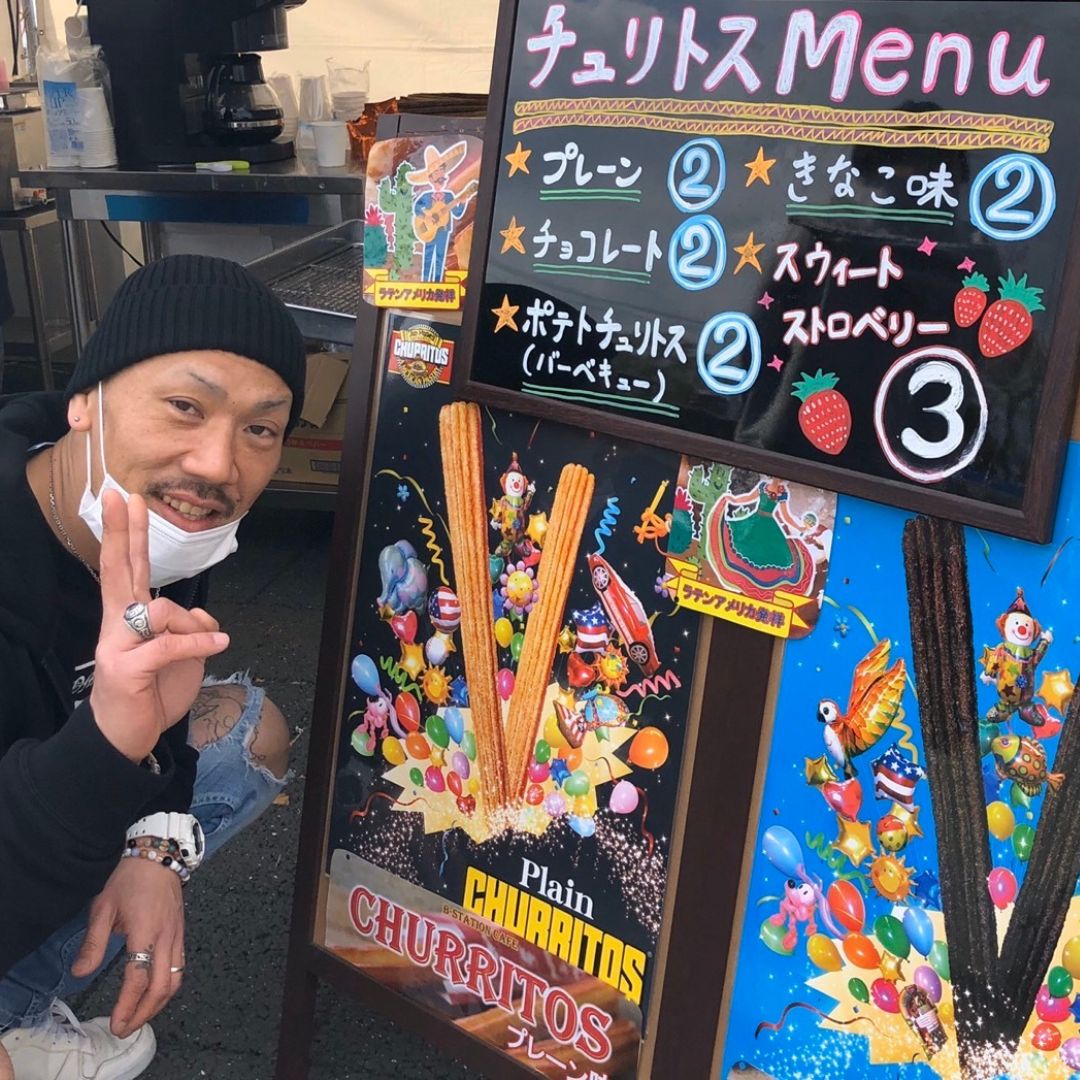 チュリトスMenu
プレーン ②
きなこ味 ②
チョコレート ②
スウィート
ストロベリー
③
ポテトチュリトス
(バーベキュー)
②
ラテンアメリカ発祥
CHURRITOS
ラテンアメリカ発祥
Plain
CHURRITOS
B-STATION CAFE
CHURRITOS
プレーン味